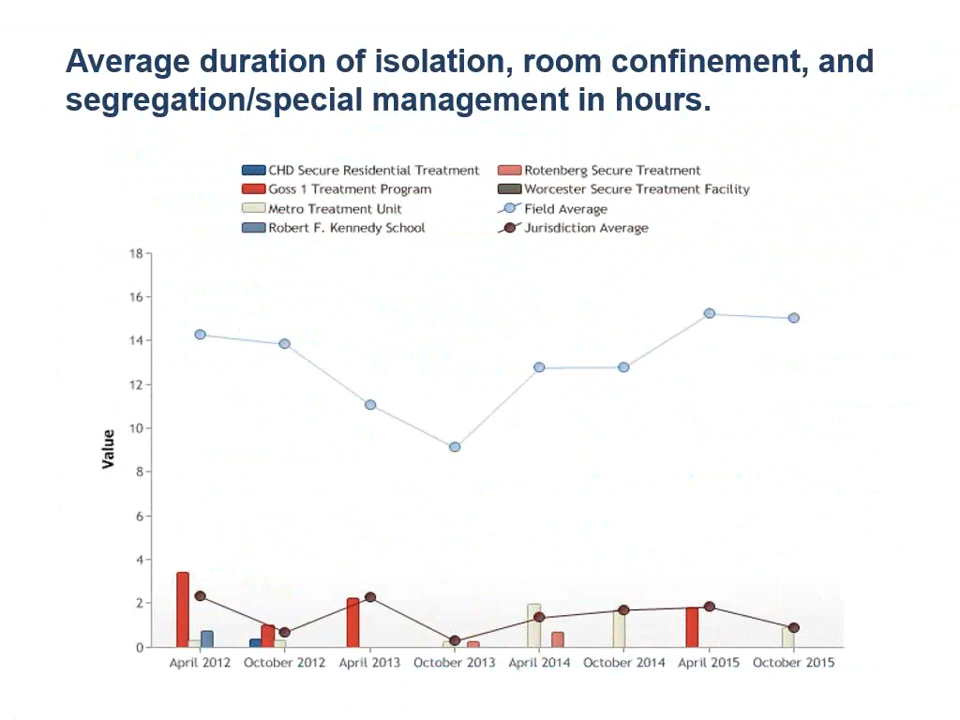 Average duration of isolation, room confinement, and
segregation/special management in hours.
CHD Secure Residential Treatment
Rotenberg Secure Treatment
Goss 1 Treatment Program
Worcester Secure Treatment Facility
Metro Treatment Unit
Field Average
Robert F. Kennedy School
Jurisdiction Average
18
16
14
12
10
8
6
4
2
0
Value
April 2012
October 2012
April 2013
October 2013
April 2014
October 2014
April 2015
October 2015